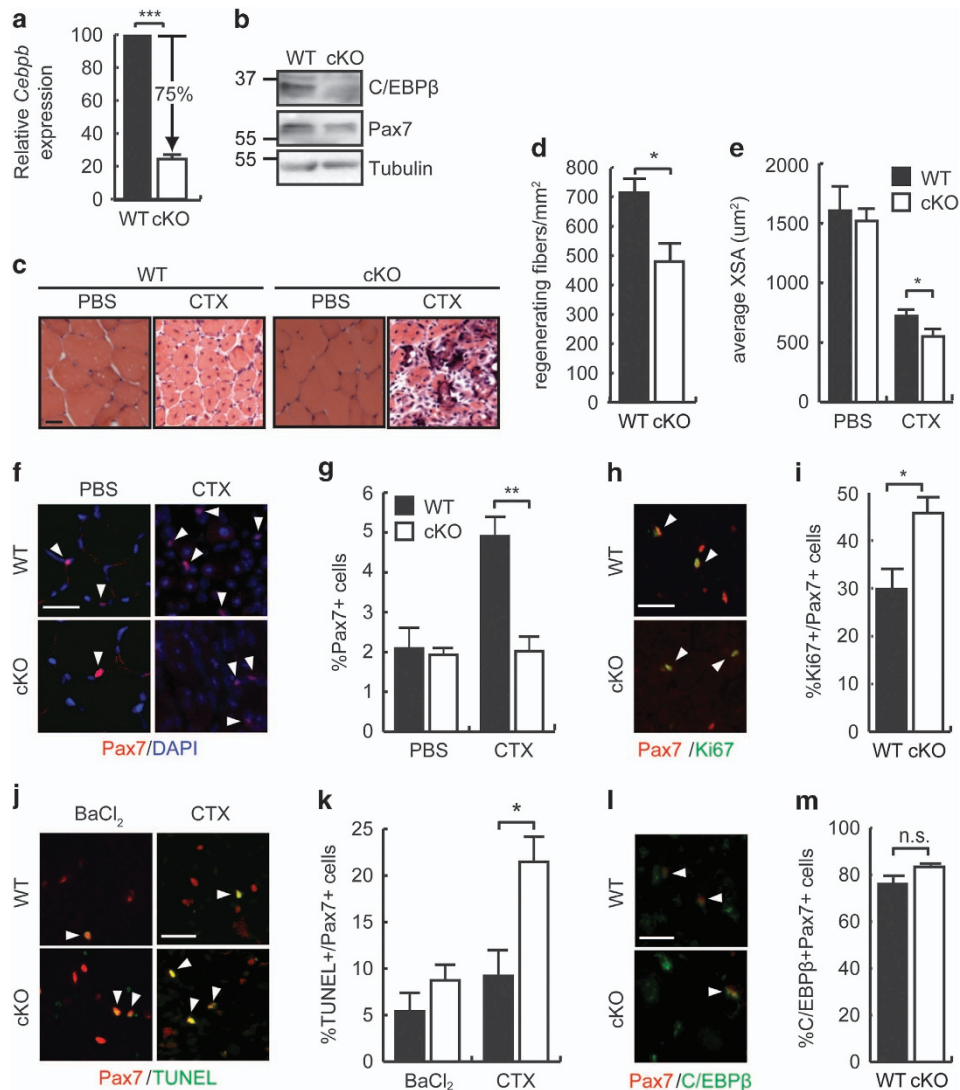 a
***
Relative Cebpb
expression
100
80
60
40
20
0
75%
WT cKO
b
WT cKO
37
C/EBPβ
Pax7
55
55
Tubulin
c
WT
cKO
PBS
CTX
PBS
CTX
d
*
regenerating fibers/mm²
700
600
500
400
300
200
100
0
WT cKO
e
average XSA (um²)
2000
1500
1000
500
0
WT
cKO
*
PBS
CTX
f
PBS
CTX
WT
cKO
Pax7/DAPI
g
%Pax7+ cells
6
5
4
3
2
1
0
WT
cKO
**
PBS
CTX
h
WT
cKO
Pax7 /Ki67
i
*
%Ki67+/Pax7+ cells
50
40
30
20
10
0
WT cKO
j
BaCl₂
CTX
WT
cKO
Pax7 /TUNEL
k
*
%TUNEL+/Pax7+ cells
25
20
15
10
5
0
BaCl₂
CTX
l
WT
cKO
Pax7/C/EBPβ
m
n.s.
%C/EBPβ+Pax7+ cells
100
80
60
40
20
0
WT cKO